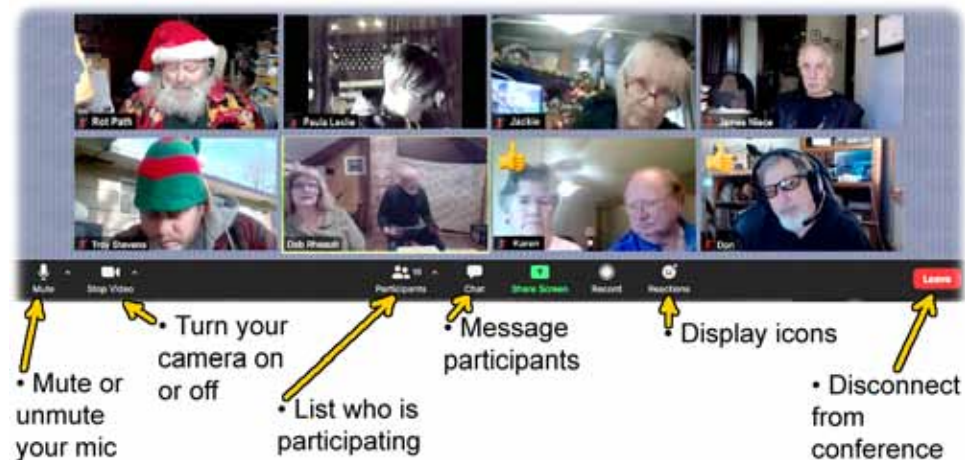 Riot Path
Paula Leslie
Jackie
James Niece
Troy Stevens
Deb Rheault
Karen
Don
Mute
Stop Video
Participants
Chat
Share Screen
Record
Reactions
Leave
• Mute or
unmute
your mic
• Turn your
camera on
or off
• List who is
participating
• Message
participants
• Display icons
• Disconnect
from
conference